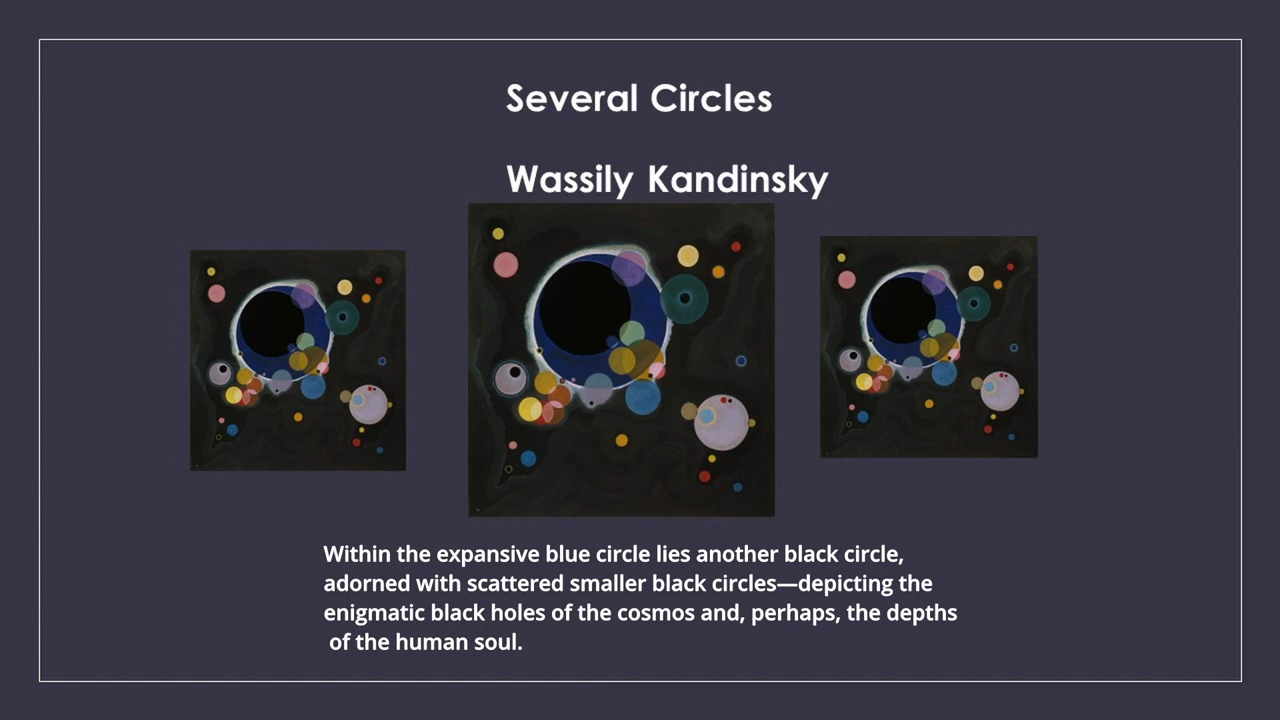 Several Circles
Wassily Kandinsky
Within the expansive blue circle lies another black circle,
adorned with scattered smaller black circles—depicting the
enigmatic black holes of the cosmos and, perhaps, the depths
of the human soul.